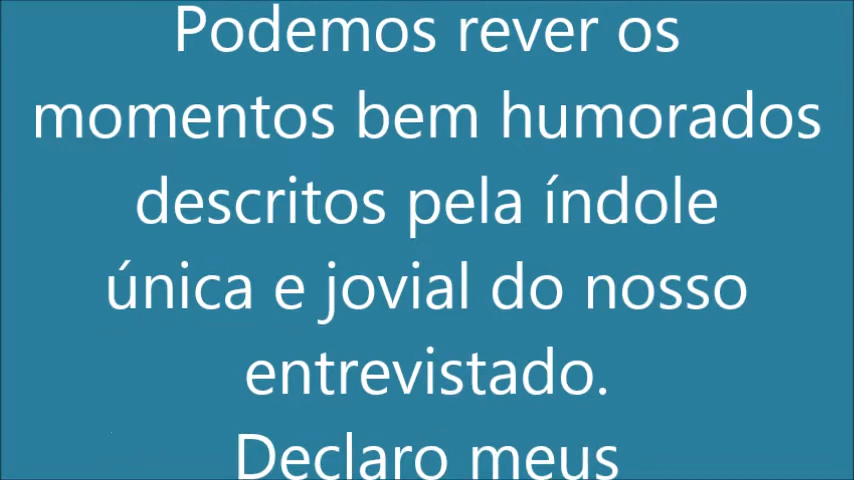 Podemos rever os
momentos bem humorados
descritos pela índole
única e jovial do nosso
entrevistado.
Declaro meus